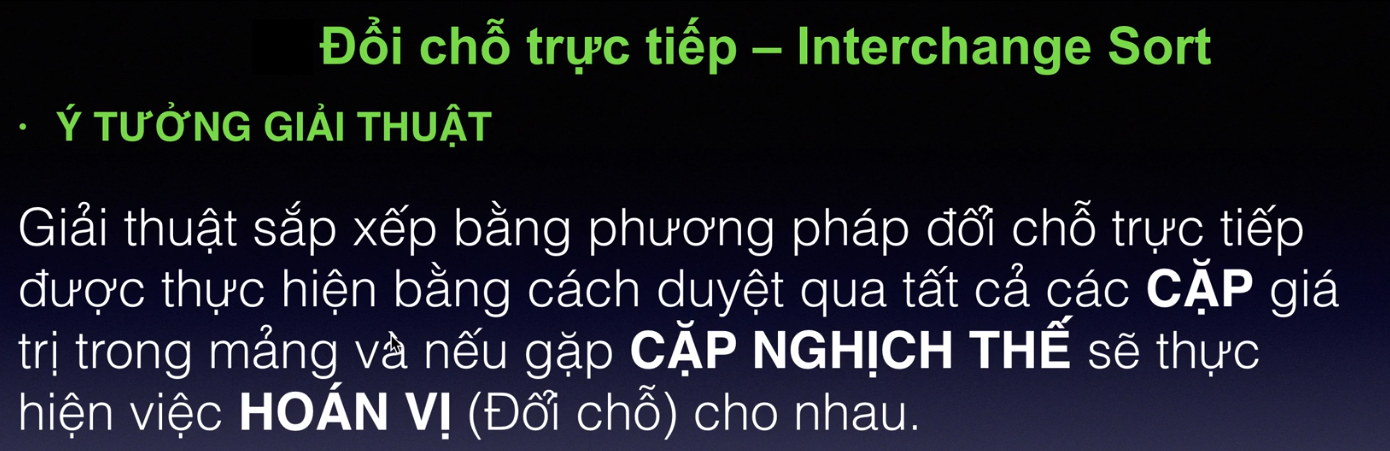 Đổi chỗ trực tiếp – Interchange Sort
· Ý TƯỞNG GIẢI THUẬT
Giải thuật sắp xếp bằng phương pháp đổi chỗ trực tiếp
được thực hiện bằng cách duyệt qua tất cả các CẶP giá
trị trong mảng và nếu gặp CẶP NGHỊCH THẾ sẽ thực
hiện việc HOÁN VỊ (Đổi chỗ) cho nhau.